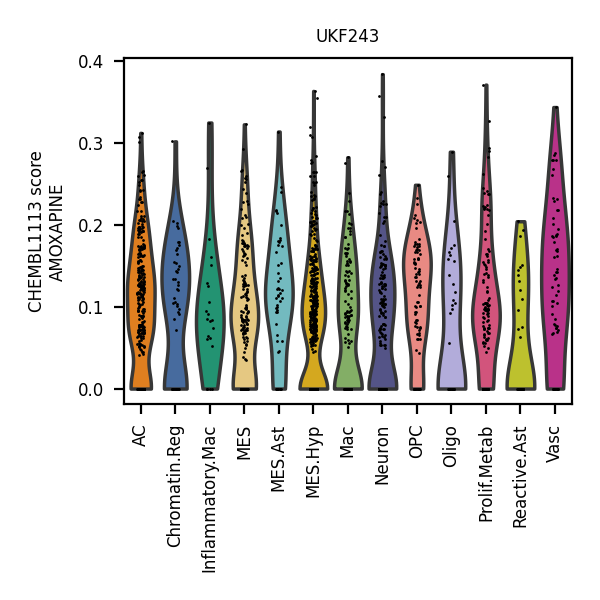 UKF243
CHEMBL1113 score
AMOXAPINE
0.4
0.3
0.2
0.1
0.0
AC
Chromatin.Reg
Inflammatory.Mac
MES
MES.Ast
MES.Hyp
Mac
Neuron
OPC
Oligo
Prolif.Metab
Reactive.Ast
Vasc